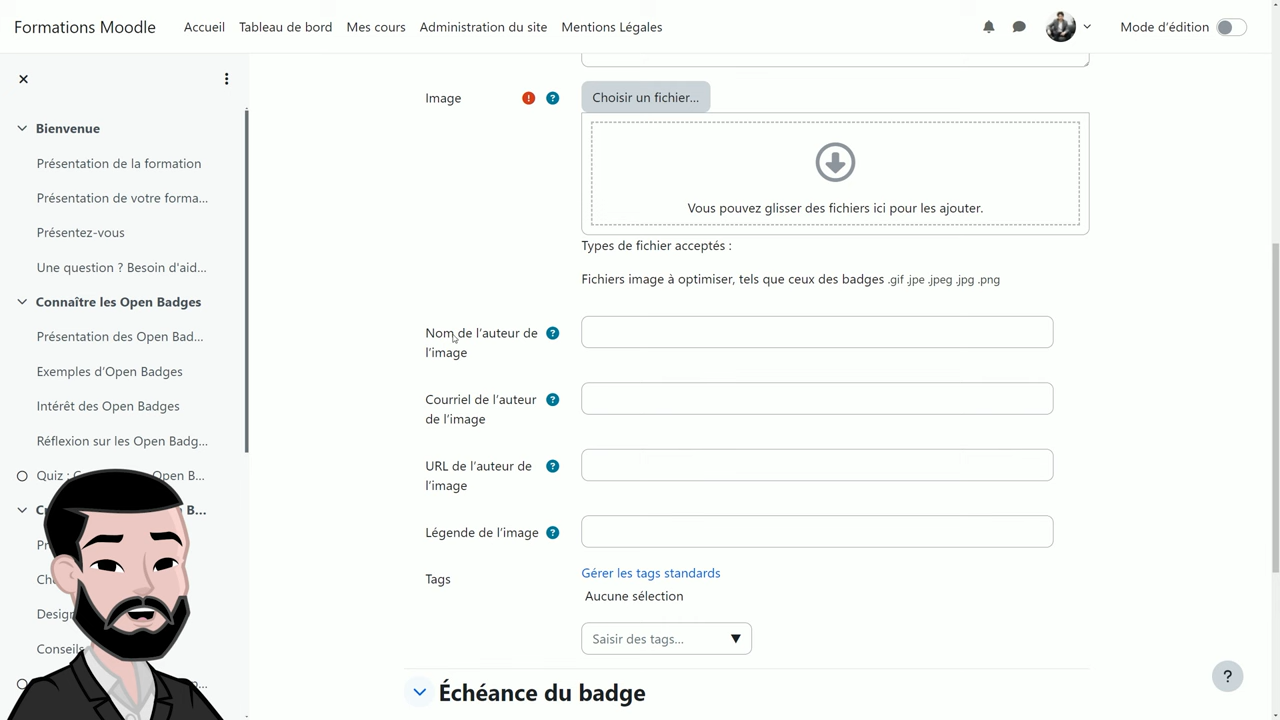 Formations Moodle
Accueil
Tableau de bord
Mes cours
Administration du site
Mentions Légales
Mode d’édition
Bienvenue
Présentation de la formation
Présentation de votre forma...
Présentez-vous
Une question ? Besoin d'aid...
Connaître les Open Badges
Présentation des Open Bad...
Exemples d’Open Badges
Intérêt des Open Badges
Réflexion sur les Open Badg...
Quiz : Open B...
B...
Design
Conseils
Image
Choisir un fichier...
Vous pouvez glisser des fichiers ici pour les ajouter.
Types de fichier acceptés :
Fichiers image à optimiser, tels que ceux des badges .gif .jpe .jpeg .jpg .png
Nom de l’auteur de
l’image
Courriel de l’auteur
de l’image
URL de l’auteur de
l’image
Légende de l’image
Tags
Gérer les tags standards
Aucune sélection
Saisir des tags...
Échéance du badge